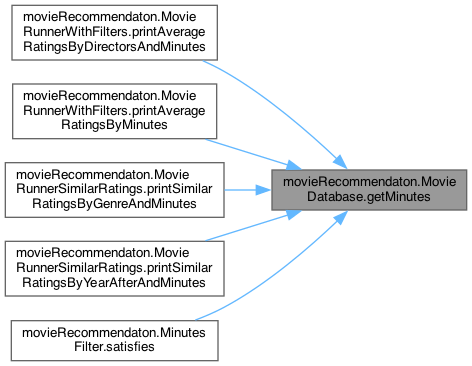 movieRecommendaton.Movie
RunnerWithFilters.printAverage
RatingsByDirectorsAndMinutes
movieRecommendaton.Movie
RunnerWithFilters.printAverage
RatingsByMinutes
movieRecommendaton.Movie
RunnerSimilarRatings.printSimilar
RatingsByGenreAndMinutes
movieRecommendaton.Movie
RunnerSimilarRatings.printSimilar
RatingsByYearAfterAndMinutes
movieRecommendaton.Minutes
Filter.satisfies
movieRecommendaton.Movie
Database.getMinutes